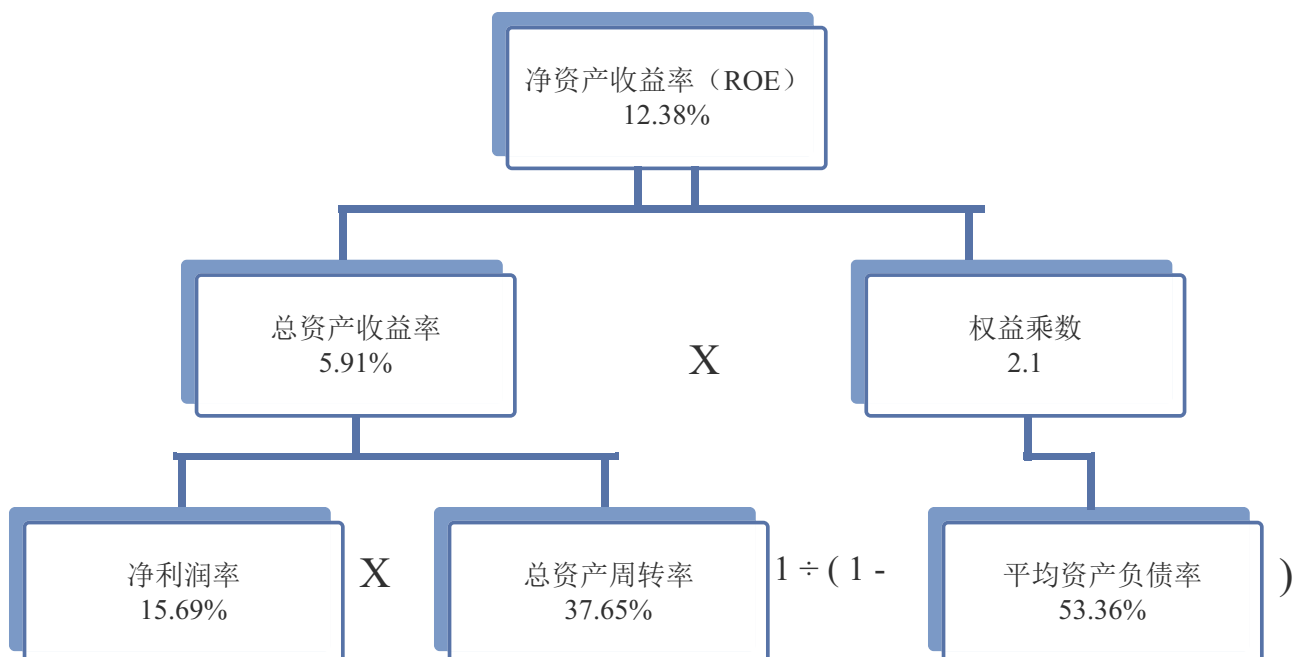 净资产收益率（ROE）
12.38%
总资产收益率
5.91%
X
权益乘数
2.1
净利润率
15.69%
X
总资产周转率
37.65%
1 ÷ ( 1 -
平均资产负债率
53.36%
)